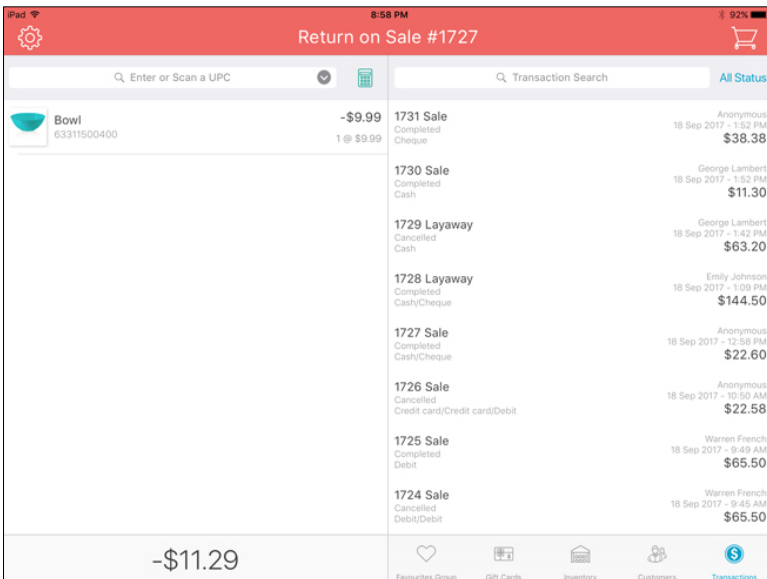 iPad
8:58 PM
92%
Return on Sale #1727
Enter or Scan a UPC
Transaction Search
All Status
Bowl
-$9.99
63311500400
1 @ $9.99
1731 Sale
Anonymous
Completed
18 Sep 2017 - 1:52 PM
Cheque
$38.38
1730 Sale
George Lambert
Completed
18 Sep 2017 - 1:52 PM
Cash
$11.30
1729 Layaway
George Lambert
Cancelled
18 Sep 2017 - 1:42 PM
Cash
$63.20
1728 Layaway
Emily Johnson
Completed
18 Sep 2017 - 1:09 PM
Cash/Cheque
$144.50
1727 Sale
Anonymous
Completed
18 Sep 2017 - 12:58 PM
Cash/Cheque
$22.60
1726 Sale
Anonymous
Cancelled
18 Sep 2017 - 10:50 AM
Credit card/Credit card/Debit
$22.58
1725 Sale
Warren French
Completed
18 Sep 2017 - 9:49 AM
Debit
$65.50
1724 Sale
Warren French
Cancelled
18 Sep 2017 - 9:45 AM
Debit/Debit
$65.50
-$11.29
Favourites Group
Gift Cards
Inventory
Customers
Transactions